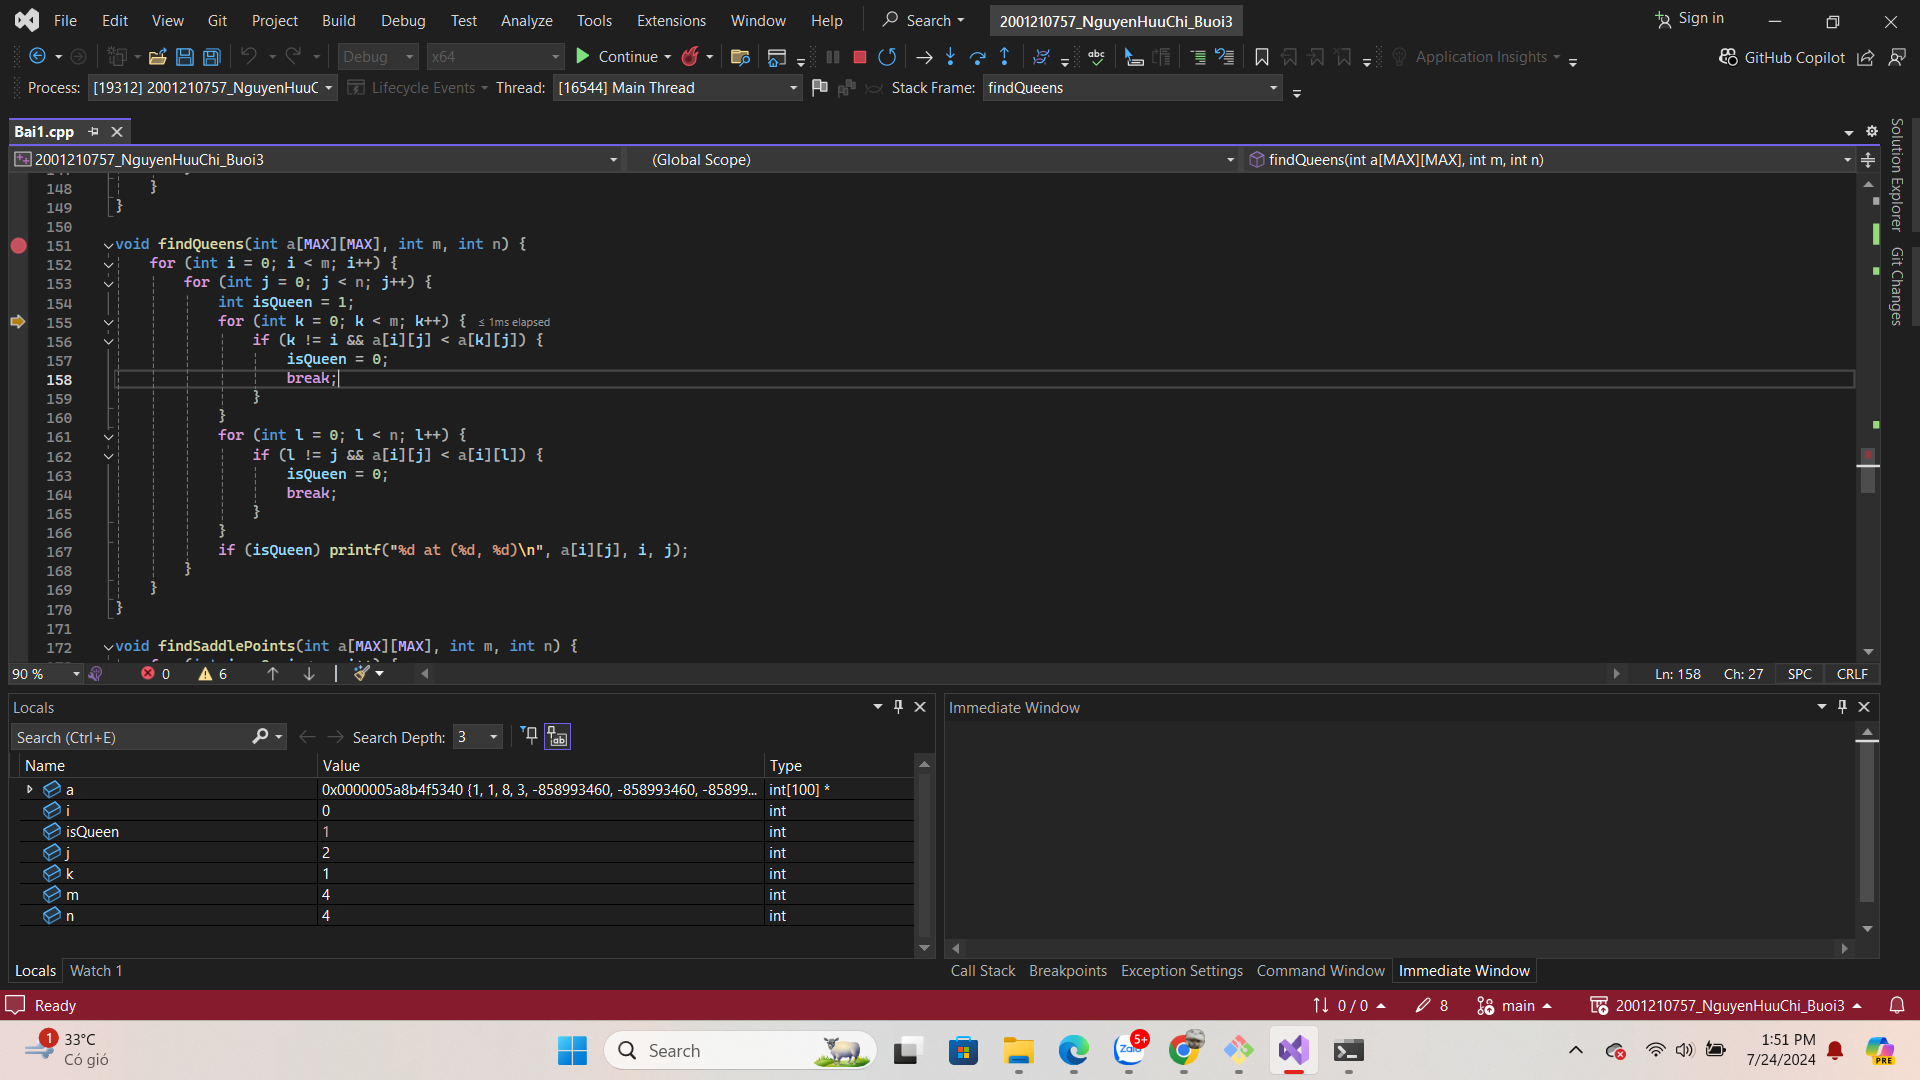 File Edit View Git Project Build Debug Test Analyze Tools Extensions Window Help Search 2001210757_NguyenHuuChi_Buoi3 Sign in
Debug x64 Continue Application Insights GitHub Copilot
Process: [19312] 2001210757_NguyenHuuC Lifecycle Events Thread: [16544] Main Thread Stack Frame: findQueens
Bai1.cpp
2001210757_NguyenHuuChi_Buoi3 (Global Scope) findQueens(int a[MAX][MAX], int m, int n)
Solution Explorer
Git Changes
148 }
149 }
150
151 void findQueens(int a[MAX][MAX], int m, int n) {
152 for (int i = 0; i < m; i++) {
153 for (int j = 0; j < n; j++) {
154 int isQueen = 1;
155 for (int k = 0; k < m; k++) { ≤ 1ms elapsed
156 if (k != i && a[i][j] < a[k][j]) {
157 isQueen = 0;
158 break;
159 }
160 }
161 for (int l = 0; l < n; l++) {
162 if (l != j && a[i][j] < a[i][l]) {
163 isQueen = 0;
164 break;
165 }
166 }
167 if (isQueen) printf("%d at (%d, %d)\n", a[i][j], i, j);
168 }
169 }
170 }
171
172 void findSaddlePoints(int a[MAX][MAX], int m, int n) {
90 % 0 6 Ln: 158 Ch: 27 SPC CRLF
Locals
Search (Ctrl+E) Search Depth: 3
Name Value Type
a 0x0000005a8b4f5340 {1, 1, 8, 3, -858993460, -858993460, -85899... int[100] *
i 0 int
isQueen 1 int
j 2 int
k 1 int
m 4 int
n 4 int
Locals Watch 1
Immediate Window
Call Stack Breakpoints Exception Settings Command Window Immediate Window
Ready 0 / 0 8 main 2001210757_NguyenHuuChi_Buoi3
1 33°C
Có gió
Search
Zalo 5+
1:51 PM
7/24/2024
PRE